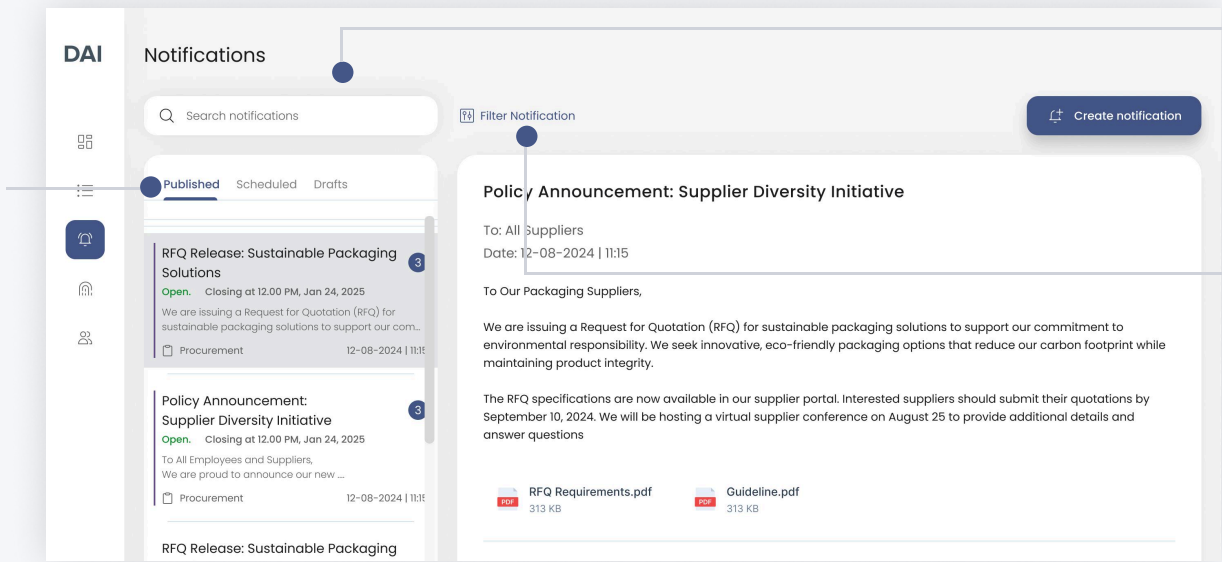 DAI
Notifications
Search notifications
Filter Notification
Create notification
Published Scheduled Drafts
RFQ Release: Sustainable Packaging
Solutions
3
Open. Closing at 12.00 PM, Jan 24, 2025
We are issuing a Request for Quotation (RFQ) for
sustainable packaging solutions to support our com...
Procurement 12-08-2024 | 11:15
Policy Announcement:
Supplier Diversity Initiative
3
Open. Closing at 12.00 PM, Jan 24, 2025
To All Employees and Suppliers,
We are proud to announce our new ...
Procurement 12-08-2024 | 11:15
RFQ Release: Sustainable Packaging
Policy Announcement: Supplier Diversity Initiative
To: All Suppliers
Date: 12-08-2024 | 11:15
To Our Packaging Suppliers,
We are issuing a Request for Quotation (RFQ) for sustainable packaging solutions to support our commitment to
environmental responsibility. We seek innovative, eco-friendly packaging options that reduce our carbon footprint while
maintaining product integrity.
The RFQ specifications are now available in our supplier portal. Interested suppliers should submit their quotations by
September 10, 2024. We will be hosting a virtual supplier conference on August 25 to provide additional details and
answer questions
PDF RFQ Requirements.pdf
313 KB
PDF Guideline.pdf
313 KB